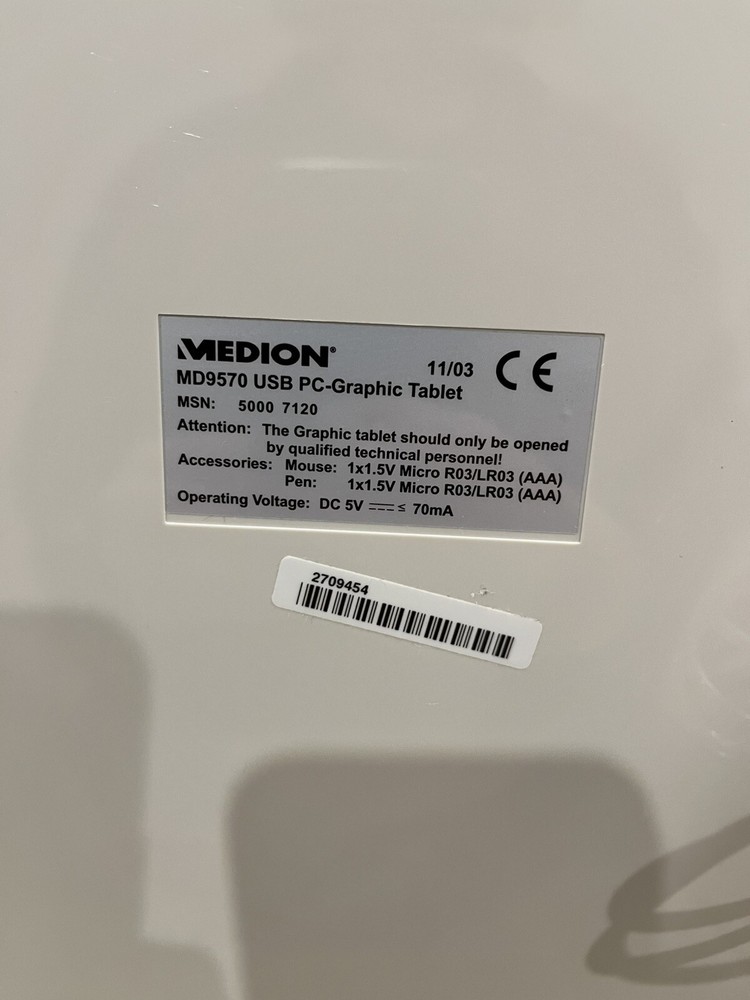 MEDION®
11/03 CE
MD9570 USB PC-Graphic Tablet
MSN: 5000 7120
Attention: The Graphic tablet should only be opened
by qualified technical personnel!
Accessories: Mouse: 1x1.5V Micro R03/LR03 (AAA)
Pen: 1x1.5V Micro R03/LR03 (AAA)
Operating Voltage: DC 5V ⎓ ≤ 70mA
2709454